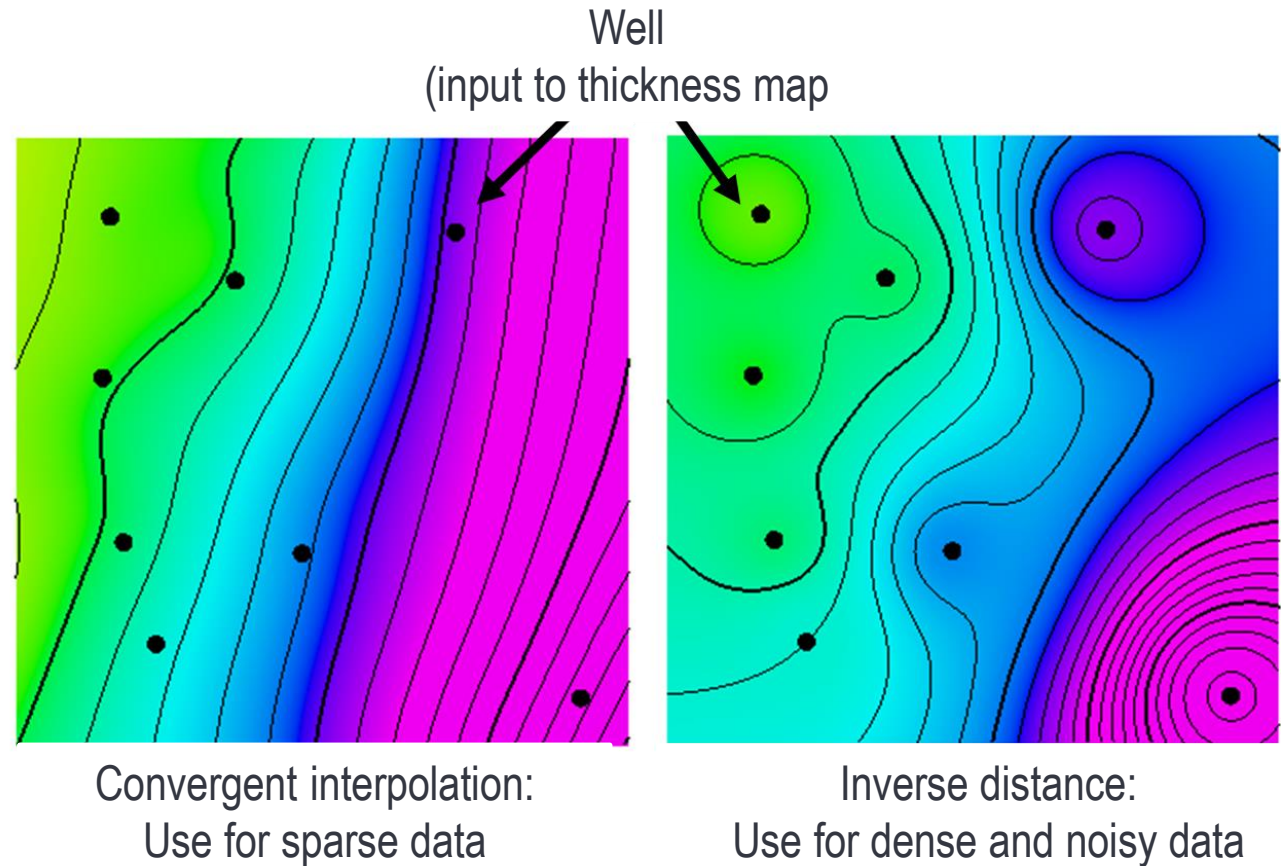 Well
(input to thickness map
Convergent interpolation:
Use for sparse data
Inverse distance:
Use for dense and noisy data